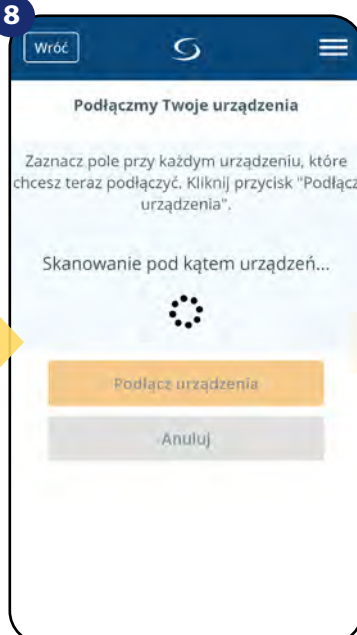 8
Wróć
Podłączmy Twoje urządzenia
Zaznacz pole przy każdym urządzeniu, które
chcesz teraz podłączyć. Kliknij przycisk "Podłącz
urządzenia".
Skanowanie pod kątem urządzeń...
Podłącz urządzenia
Anuluj